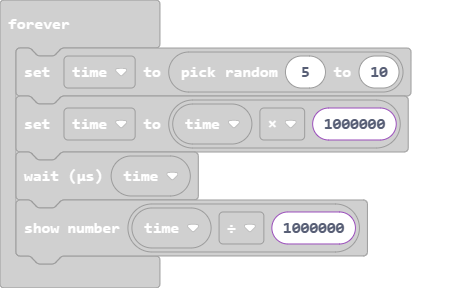 forever
set time to pick random 5 to 10
set time to time × 1000000
wait (µs) time
show number time ÷ 1000000